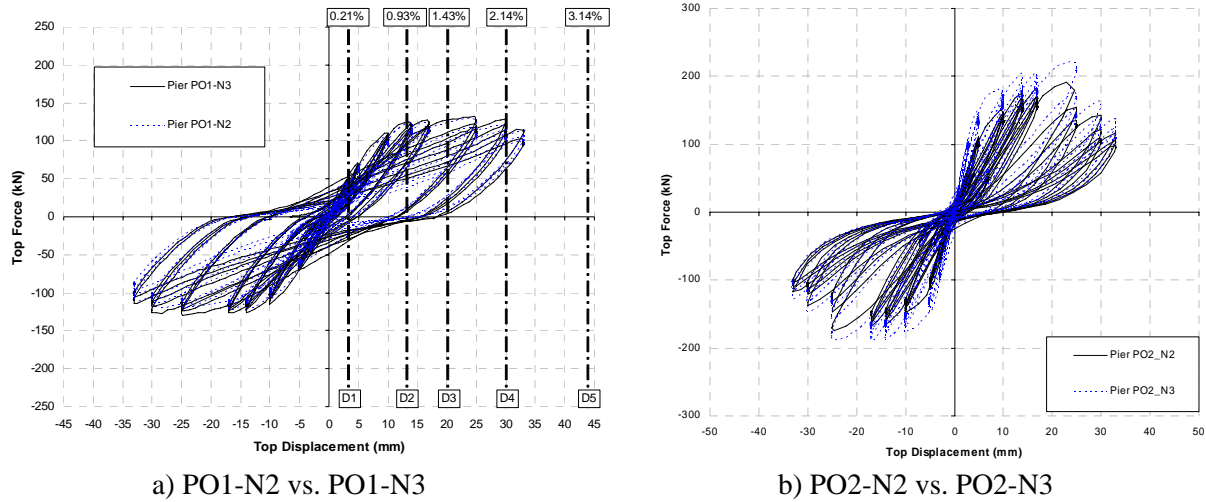 0.21% 0.93% 1.43% 2.14% 3.14%
250
200
150
100
50
0
-50
-100
-150
-200
-250
Top Force (kN)
Pier PO1-N3
Pier PO1-N2
D1 D2 D3 D4 D5
-45 -40 -35 -30 -25 -20 -15 -10 -5 0 5 10 15 20 25 30 35 40 45
Top Displacement (mm)
a) PO1-N2 vs. PO1-N3
300
200
100
0
-100
-200
-300
Top Force (kN)
Pier PO2_N2
Pier PO2_N3
-50 -40 -30 -20 -10 0 10 20 30 40 50
Top Displacement (mm)
b) PO2-N2 vs. PO2-N3